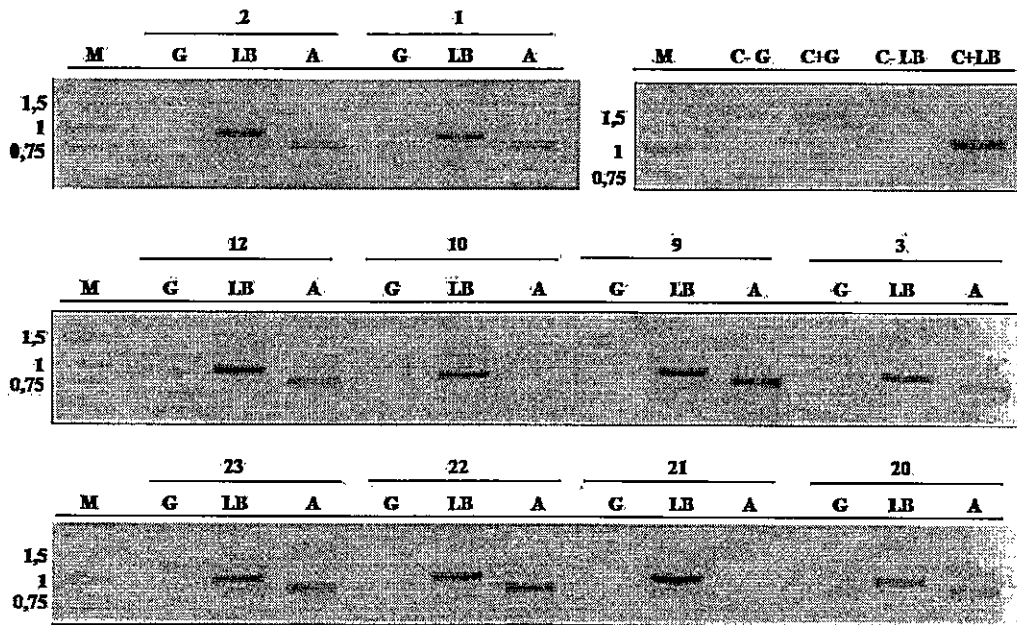 2 1
M G LB A G LB A M C- G C+G C- LB C+LB
1,5
1
0,75
1,5
1
0,75
12 10 9 3
M G LB A G LB A G LB A G LB A
1,5
1
0,75
23 22 21 20
M G LB A G LB A G LB A G LB A
1,5
1
0,75